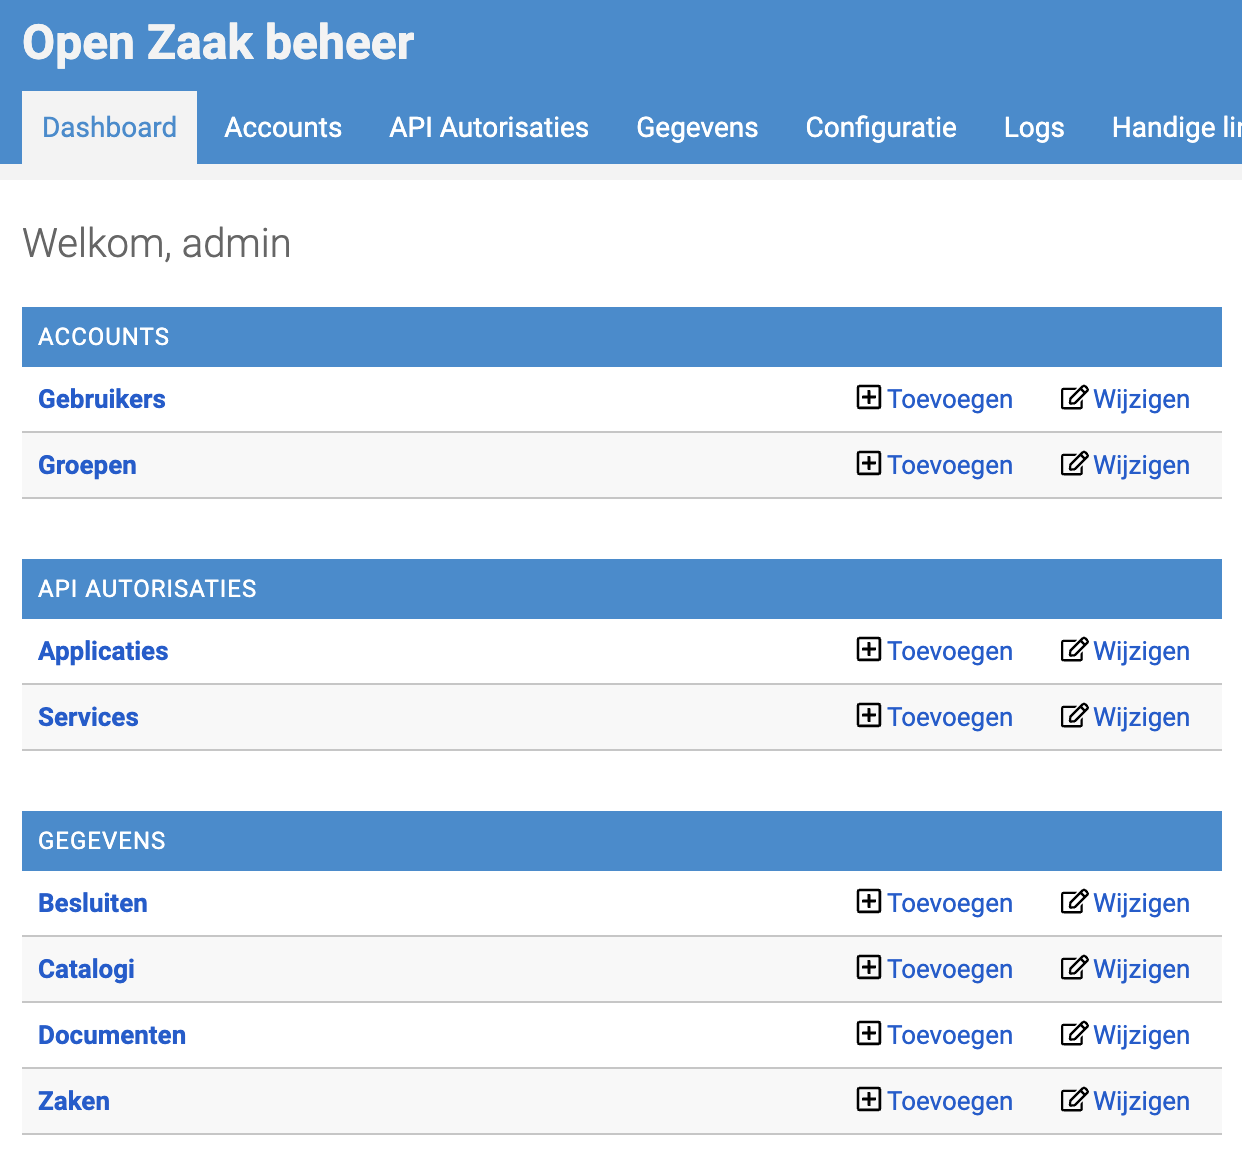 Open Zaak beheer
Dashboard Accounts API Autorisaties Gegevens Configuratie Logs Handige
Welkom, admin
ACCOUNTS
Gebruikers Toevoegen Wijzigen
Groepen Toevoegen Wijzigen
API AUTORISATIES
Applicaties Toevoegen Wijzigen
Services Toevoegen Wijzigen
GEGEVENS
Besluiten Toevoegen Wijzigen
Catalogi Toevoegen Wijzigen
Documenten Toevoegen Wijzigen
Zaken Toevoegen Wijzigen